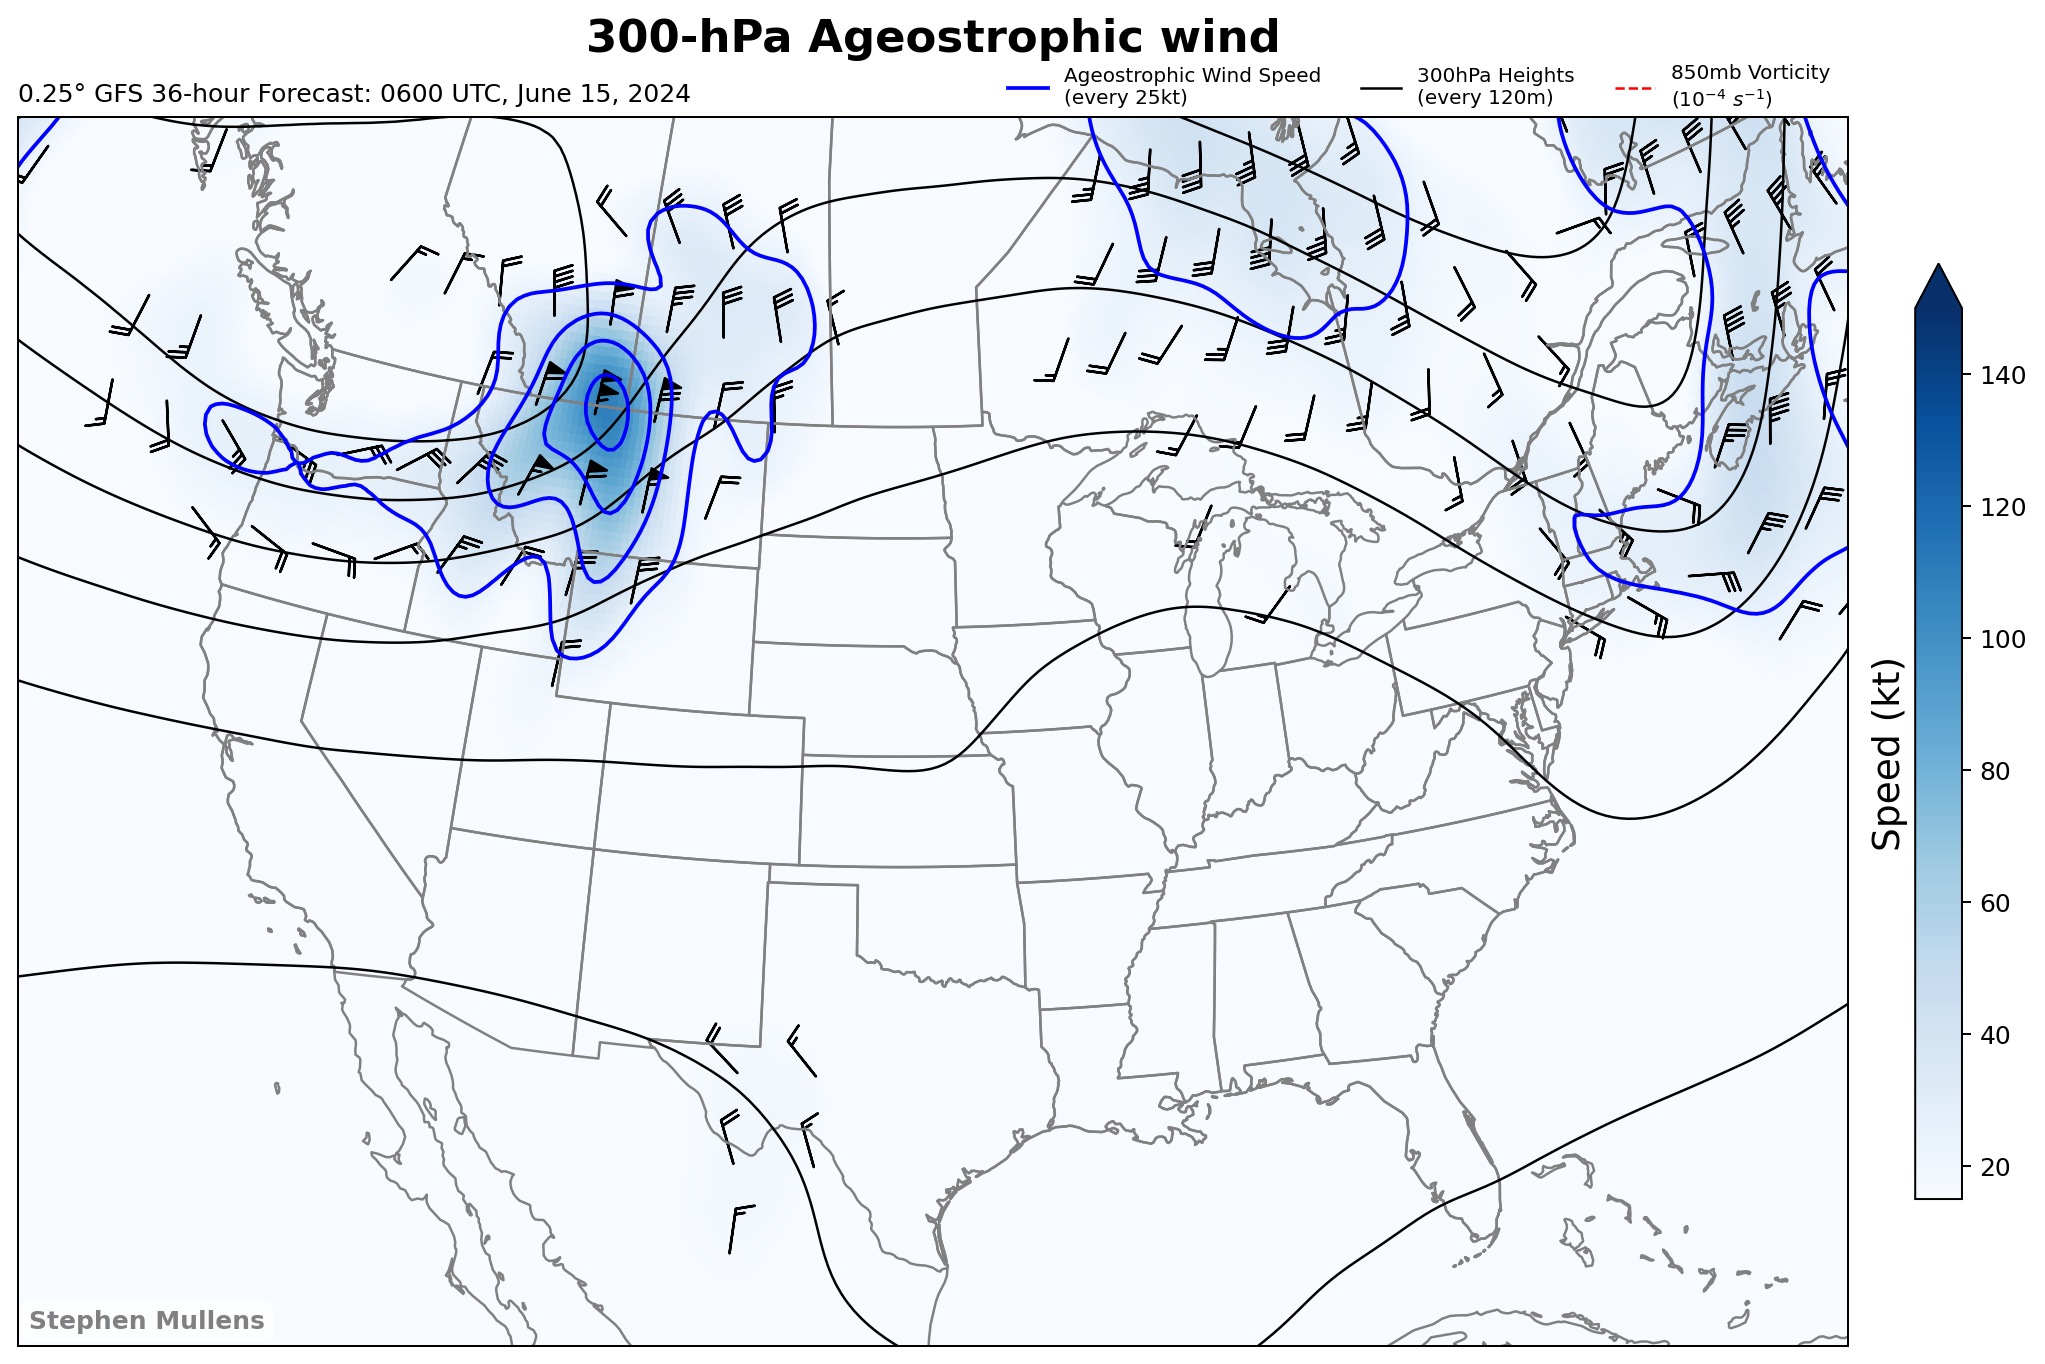 300-hPa Ageostrophic wind
0.25° GFS 36-hour Forecast: 0600 UTC, June 15, 2024
Ageostrophic Wind Speed
(every 25kt)
300hPa Heights
(every 120m)
850mb Vorticity
(10⁻⁴ s⁻¹)
140
120
100
80
60
40
20
Speed (kt)
Stephen Mullens